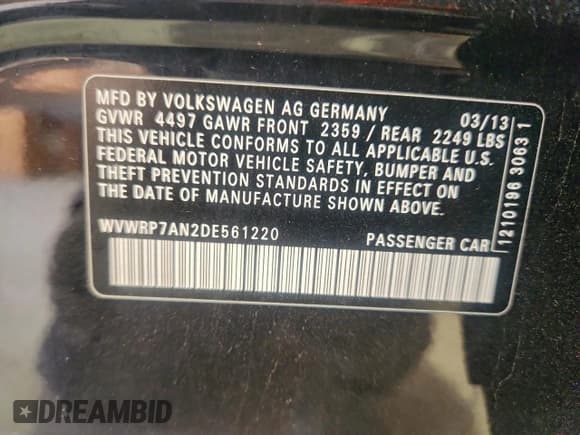 MFD BY VOLKSWAGEN AG GERMANY 03/13
GVWR 4497 GAWR FRONT 2359 / REAR 2249 LBS
THIS VEHICLE CONFORMS TO ALL APPLICABLE U.S.
FEDERAL MOTOR VEHICLE SAFETY, BUMPER AND
THEFT PREVENTION STANDARDS IN EFFECT ON
THE DATE OF MANUFACTURE SHOWN ABOVE.
WVWRP7AN2DE561220 PASSENGER CAR
1210196 3063 1
DREAMBID